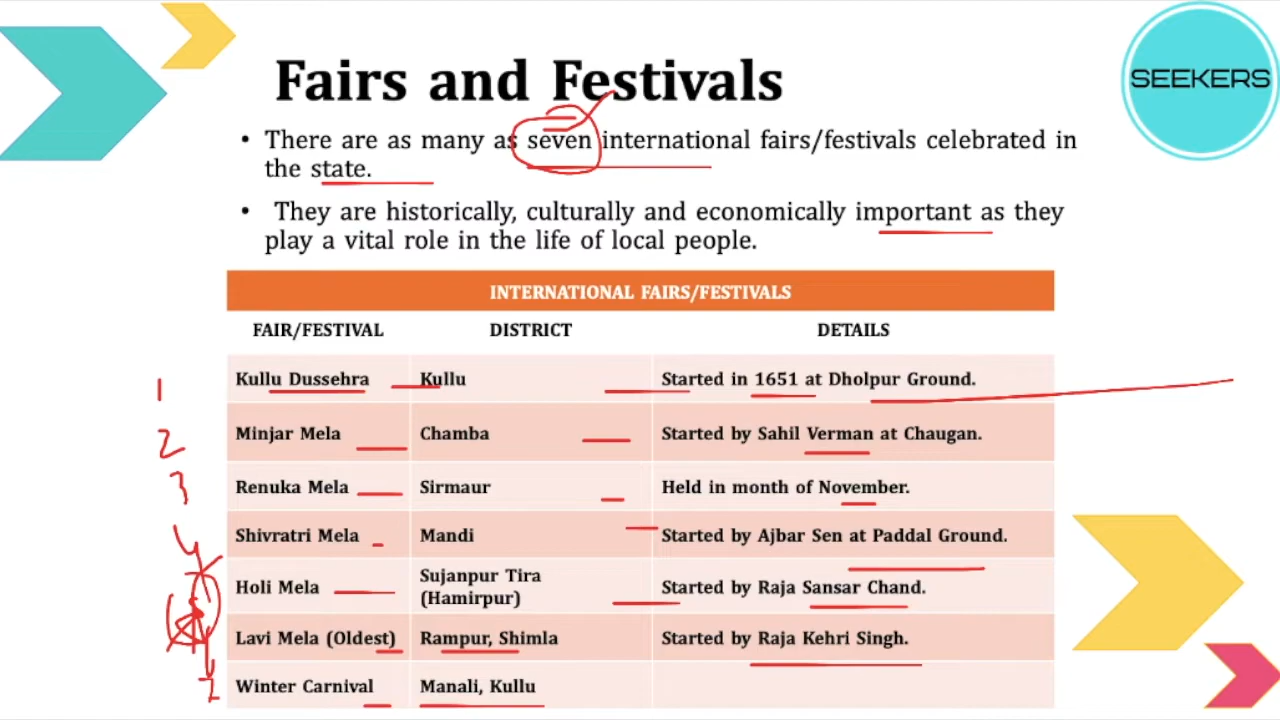 Fairs and Festivals
SEEKERS
• There are as many as seven international fairs/festivals celebrated in
the state.
• They are historically, culturally and economically important as they
play a vital role in the life of local people.
INTERNATIONAL FAIRS/FESTIVALS
FAIR/FESTIVAL DISTRICT DETAILS
1 Kullu Dussehra Kullu Started in 1651 at Dholpur Ground.
2 Minjar Mela Chamba Started by Sahil Verman at Chaugan.
3 Renuka Mela Sirmaur Held in month of November.
4 Shivratri Mela Mandi Started by Ajbar Sen at Paddal Ground.
Holi Mela Sujanpur Tira
(Hamirpur) Started by Raja Sansar Chand.
Lavi Mela (Oldest) Rampur, Shimla Started by Raja Kehri Singh.
7 Winter Carnival Manali, Kullu